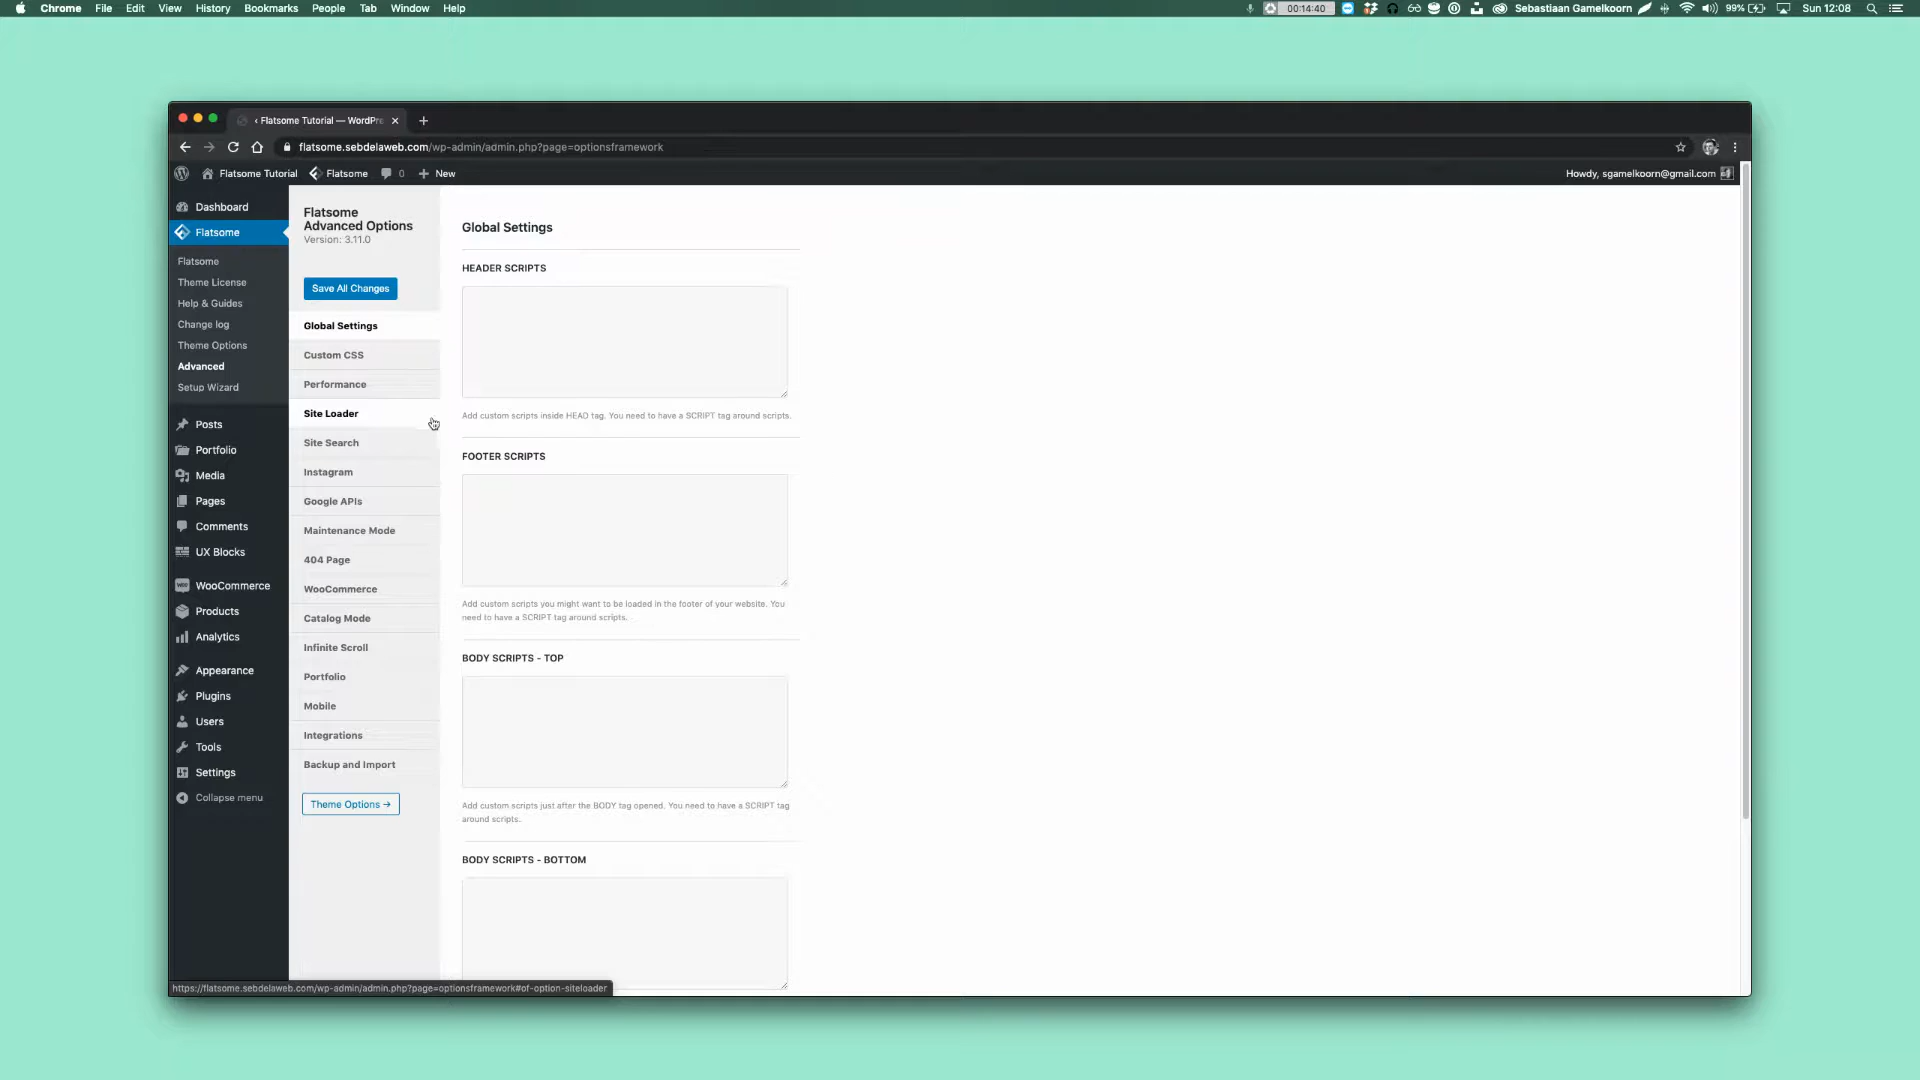 Chrome File Edit View History Bookmarks People Tab Window Help
00:14:40 Sebastiaan Gamelkoorn 99% Sun 12:08
‹ Flatsome Tutorial — WordPr
flatsome.sebdelaweb.com/wp-admin/admin.php?page=optionsframework
Flatsome Tutorial Flatsome 0 New
Howdy, sgamelkoorn@gmail.com
Dashboard
Flatsome
Flatsome
Theme License
Help & Guides
Change log
Theme Options
Advanced
Setup Wizard
Posts
Portfolio
Media
Pages
Comments
UX Blocks
WooCommerce
Products
Analytics
Appearance
Plugins
Users
Tools
Settings
Collapse menu
Flatsome
Advanced Options
Version: 3.11.0
Save All Changes
Global Settings
Custom CSS
Performance
Site Loader
Site Search
Instagram
Google APIs
Maintenance Mode
404 Page
WooCommerce
Catalog Mode
Infinite Scroll
Portfolio
Mobile
Integrations
Backup and Import
Theme Options →
Global Settings
HEADER SCRIPTS
Add custom scripts inside HEAD tag. You need to have a SCRIPT tag around scripts.
FOOTER SCRIPTS
Add custom scripts you might want to be loaded in the footer of your website. You
need to have a SCRIPT tag around scripts.
BODY SCRIPTS - TOP
Add custom scripts just after the BODY tag opened. You need to have a SCRIPT tag
around scripts.
BODY SCRIPTS - BOTTOM
https://flatsome.sebdelaweb.com/wp-admin/admin.php?page=optionsframework#of-option-siteloader